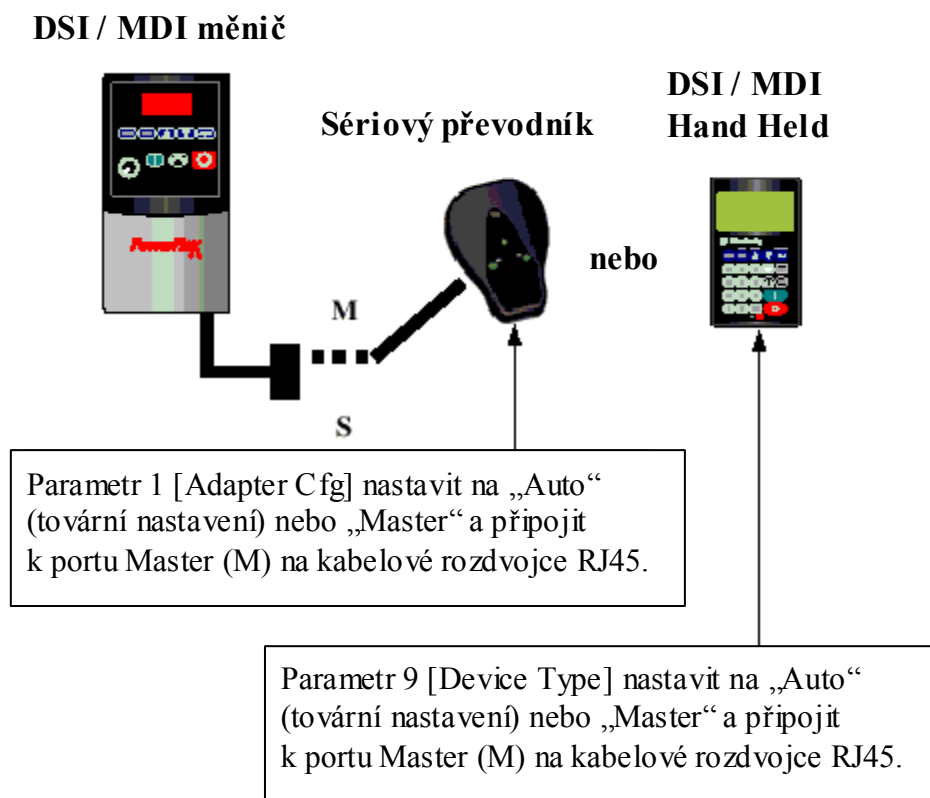 DSI / MDI měnič
DSI / MDI
Hand Held
Sériový převodník
nebo
PowerFlex
M
S
Parametr 1 [Adapter Cfg] nastavit na „Auto“
(tovární nastavení) nebo „Master“ a připojit
k portu Master (M) na kabelové rozdvojce RJ45.
Parametr 9 [Device Type] nastavit na „Auto“
(tovární nastavení) nebo „Master“ a připojit
k portu Master (M) na kabelové rozdvojce RJ45.